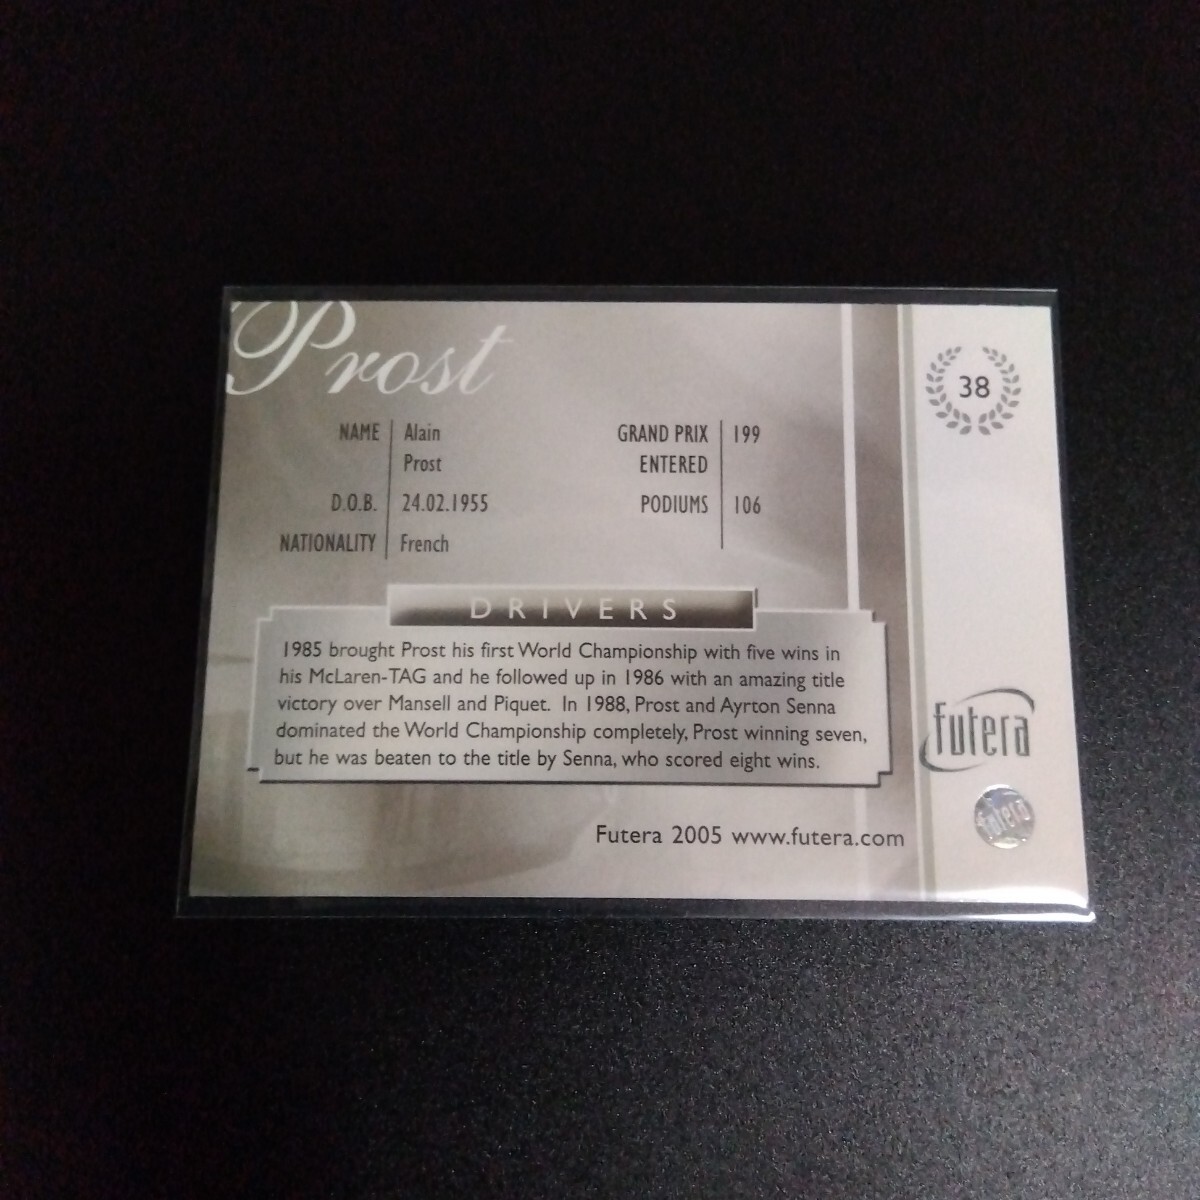 Prost
38
NAME Alain
Prost
D.O.B. 24.02.1955
NATIONALITY French
GRAND PRIX 199
ENTERED
PODIUMS 106
DRIVERS
1985 brought Prost his first World Championship with five wins in
his McLaren-TAG and he followed up in 1986 with an amazing title
victory over Mansell and Piquet. In 1988, Prost and Ayrton Senna
dominated the World Championship completely, Prost winning seven,
but he was beaten to the title by Senna, who scored eight wins.
futera
futera
Futera 2005 www.futera.com